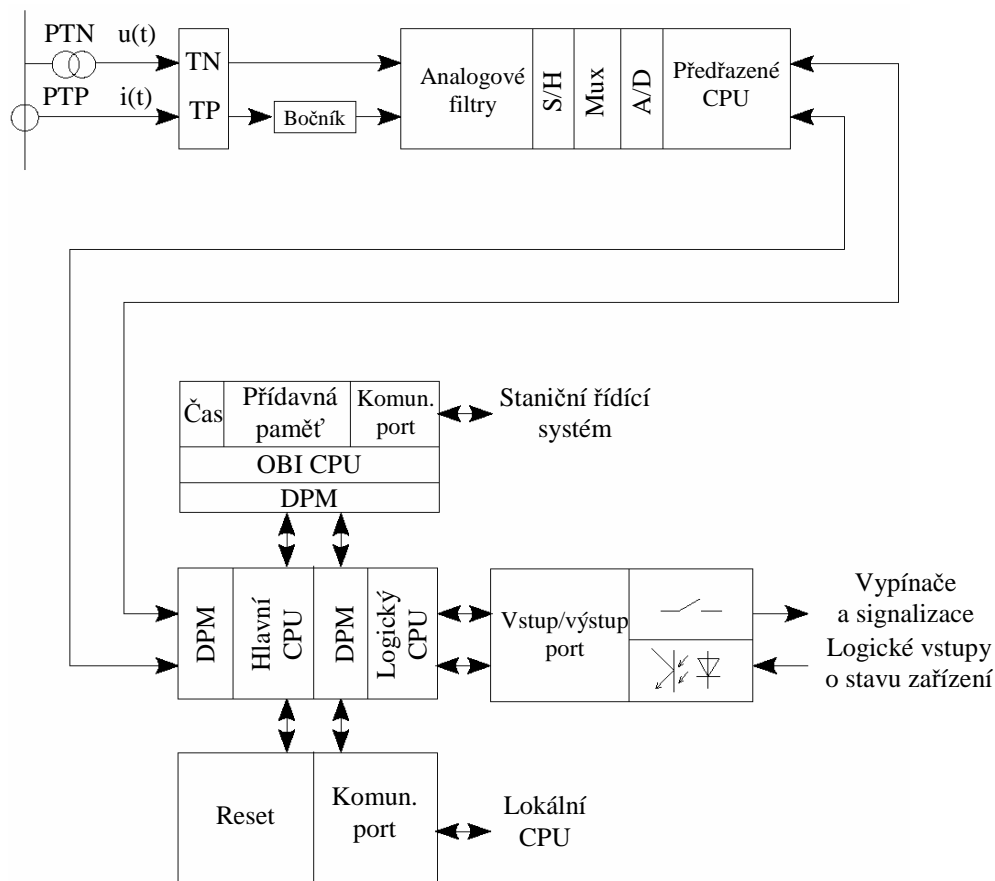 PTN u(t)
PTP i(t)
TN
TP
Bočník
Analogové
filtry
S/H
Mux
A/D
Předřazené
CPU
Čas
Přídavná
paměť
Komun.
port
OBI CPU
DPM
Staniční řídící
systém
DPM
Hlavní
CPU
DPM
Logický
CPU
Vstup/výstup
port
Vypínače
a signalizace
Logické vstupy
o stavu zařízení
Reset
Komun.
port
Lokální
CPU